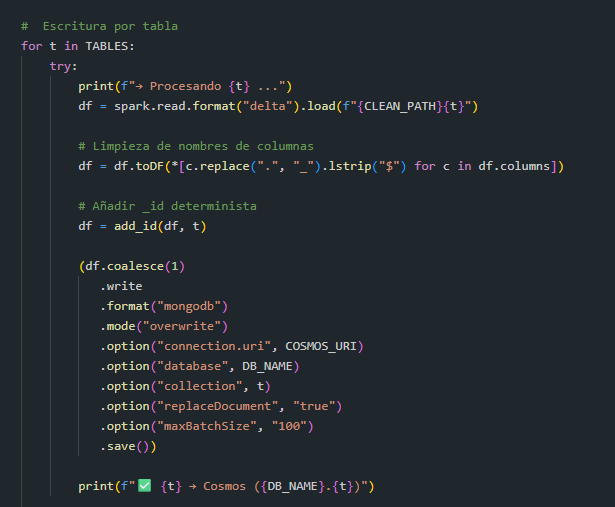 #  Escritura por tabla
for t in TABLES:
    try:
        print(f"→ Procesando {t} ...")
        df = spark.read.format("delta").load(f"{CLEAN_PATH}{t}")

        # Limpieza de nombres de columnas
        df = df.toDF(*[c.replace(".", "_").lstrip("$") for c in df.columns])

        # Añadir _id determinista
        df = add_id(df, t)

        (df.coalesce(1)
           .write
           .format("mongodb")
           .mode("overwrite")
           .option("connection.uri", COSMOS_URI)
           .option("database", DB_NAME)
           .option("collection", t)
           .option("replaceDocument", "true")
           .option("maxBatchSize", "100")
           .save())

        print(f"✅ {t} → Cosmos ({DB_NAME}.{t})")